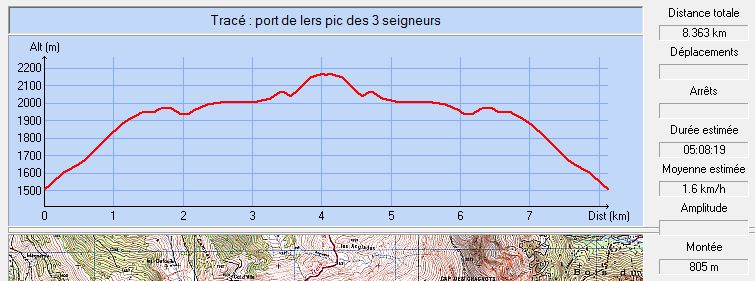 Tracé : port de lers pic des 3 seigneurs
Alt (m)
2200
2100
2000
1900
1800
1700
1600
1500
0 1 2 3 4 5 6 7 Dist (km)
Distance totale
8.363 km
Déplacements
Arrêts
Durée estimée
05:08:19
Moyenne estimée
1.6 km/h
Amplitude
Montée
805 m